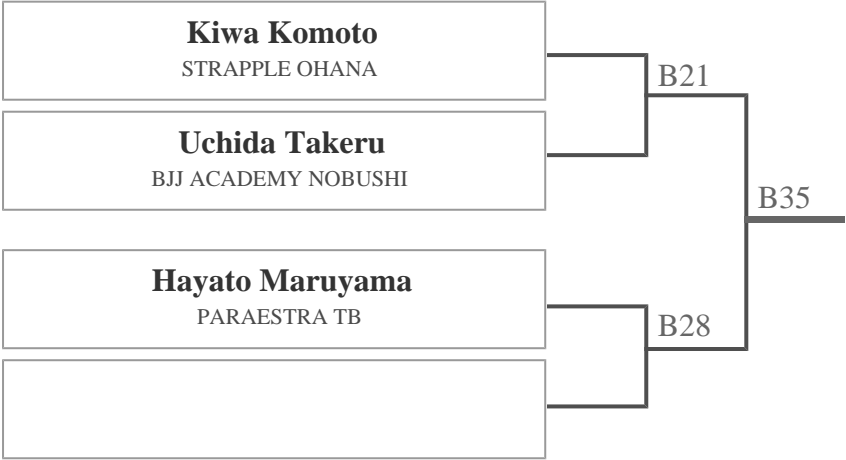 Kiwa Komoto
STRAPPLE OHANA
B21
Uchida Takeru
BJJ ACADEMY NOBUSHI
B35
Hayato Maruyama
PARAESTRA TB
B28